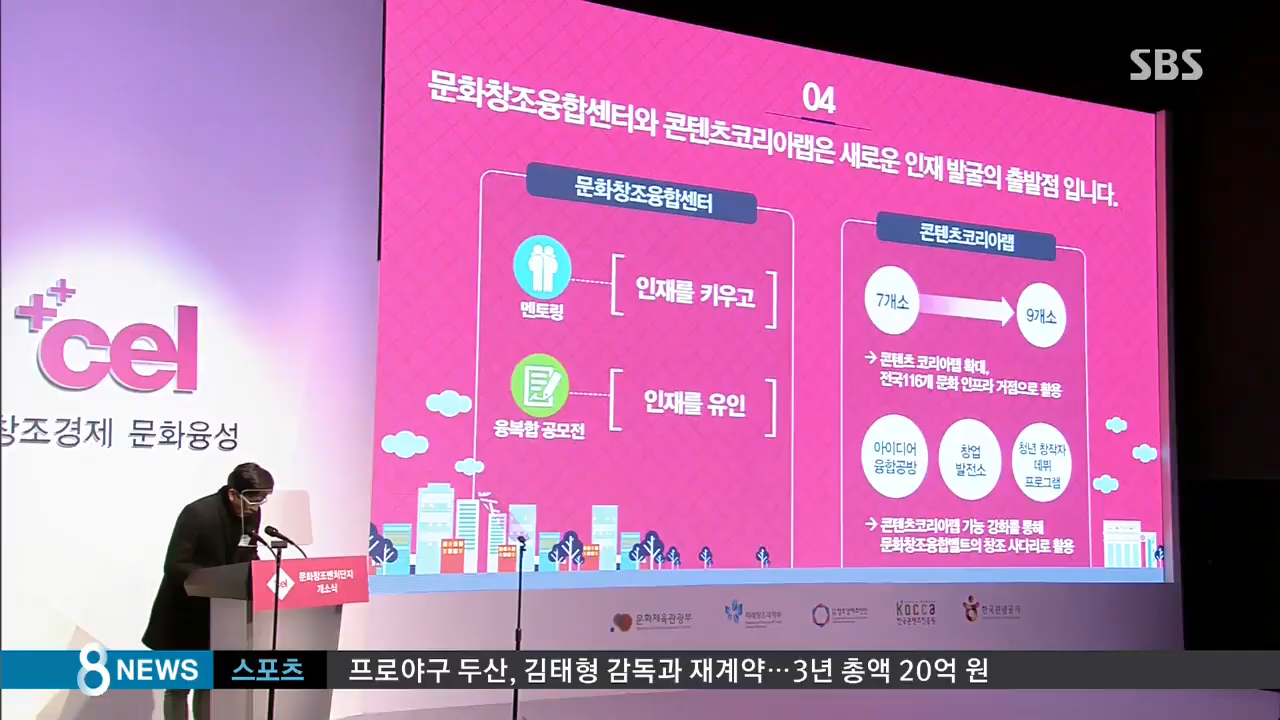 SBS
04
문화창조융합센터와 콘텐츠코리아랩은 새로운 인재 발굴의 출발점 입니다.
문화창조융합센터
멘토링
인재를 키우고
융복합 공모전
인재를 유인
콘텐츠코리아랩
7개소
9개소
→ 콘텐츠 코리아랩 확대,
전국116개 문화 인프라 거점으로 활용
아이디어
융합공방
창업
발전소
청년 창작자
데뷔
프로그램
→ 콘텐츠코리아랩 기능 강화를 통해
문화창조융합벨트의 창조 사다리로 활용
cel
창조경제 문화융성
cel
문화창조벤처단지
개소식
문화체육관광부
미래창조과학부
KOCCA
한국콘텐츠진흥원
한국관광공사
8 NEWS
스포츠
프로야구 두산, 김태형 감독과 재계약…3년 총액 20억 원